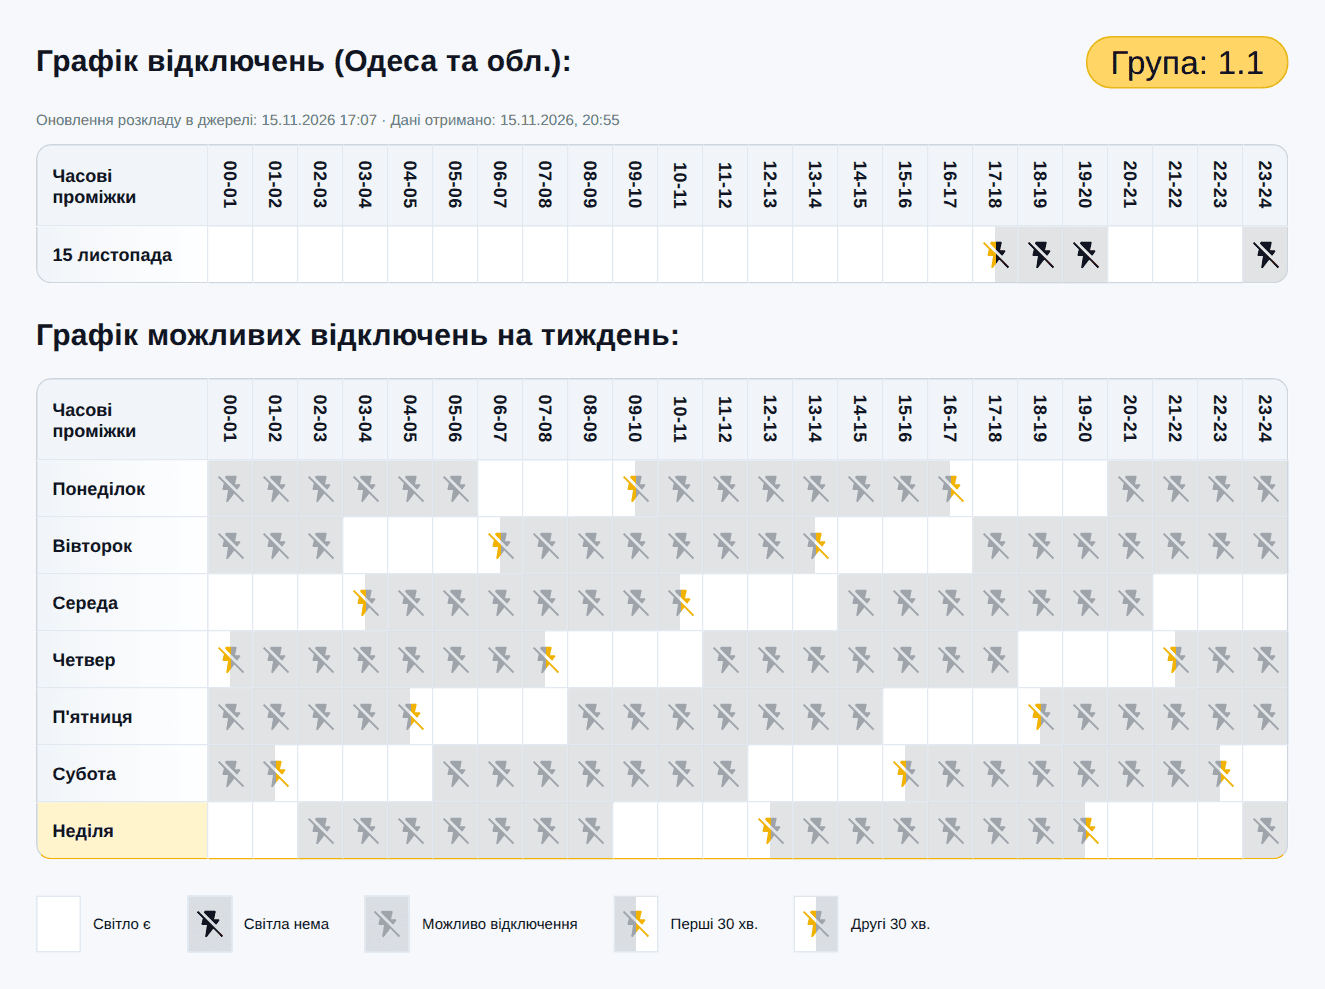 Графік відключень (Одеса та обл.):
Група: 1.1
Оновлення розкладу в джерелі: 15.11.2026 17:07 · Дані отримано: 15.11.2026, 20:55
Часові
проміжки
00-01 01-02 02-03 03-04 04-05 05-06 06-07 07-08 08-09 09-10 10-11 11-12 12-13 13-14 14-15 15-16 16-17 17-18 18-19 19-20 20-21 21-22 22-23 23-24
15 листопада
Графік можливих відключень на тиждень:
Часові
проміжки
00-01 01-02 02-03 03-04 04-05 05-06 06-07 07-08 08-09 09-10 10-11 11-12 12-13 13-14 14-15 15-16 16-17 17-18 18-19 19-20 20-21 21-22 22-23 23-24
Понеділок
Вівторок
Середа
Четвер
П'ятниця
Субота
Неділя
Світло є
Світла нема
Можливо відключення
Перші 30 хв.
Другі 30 хв.